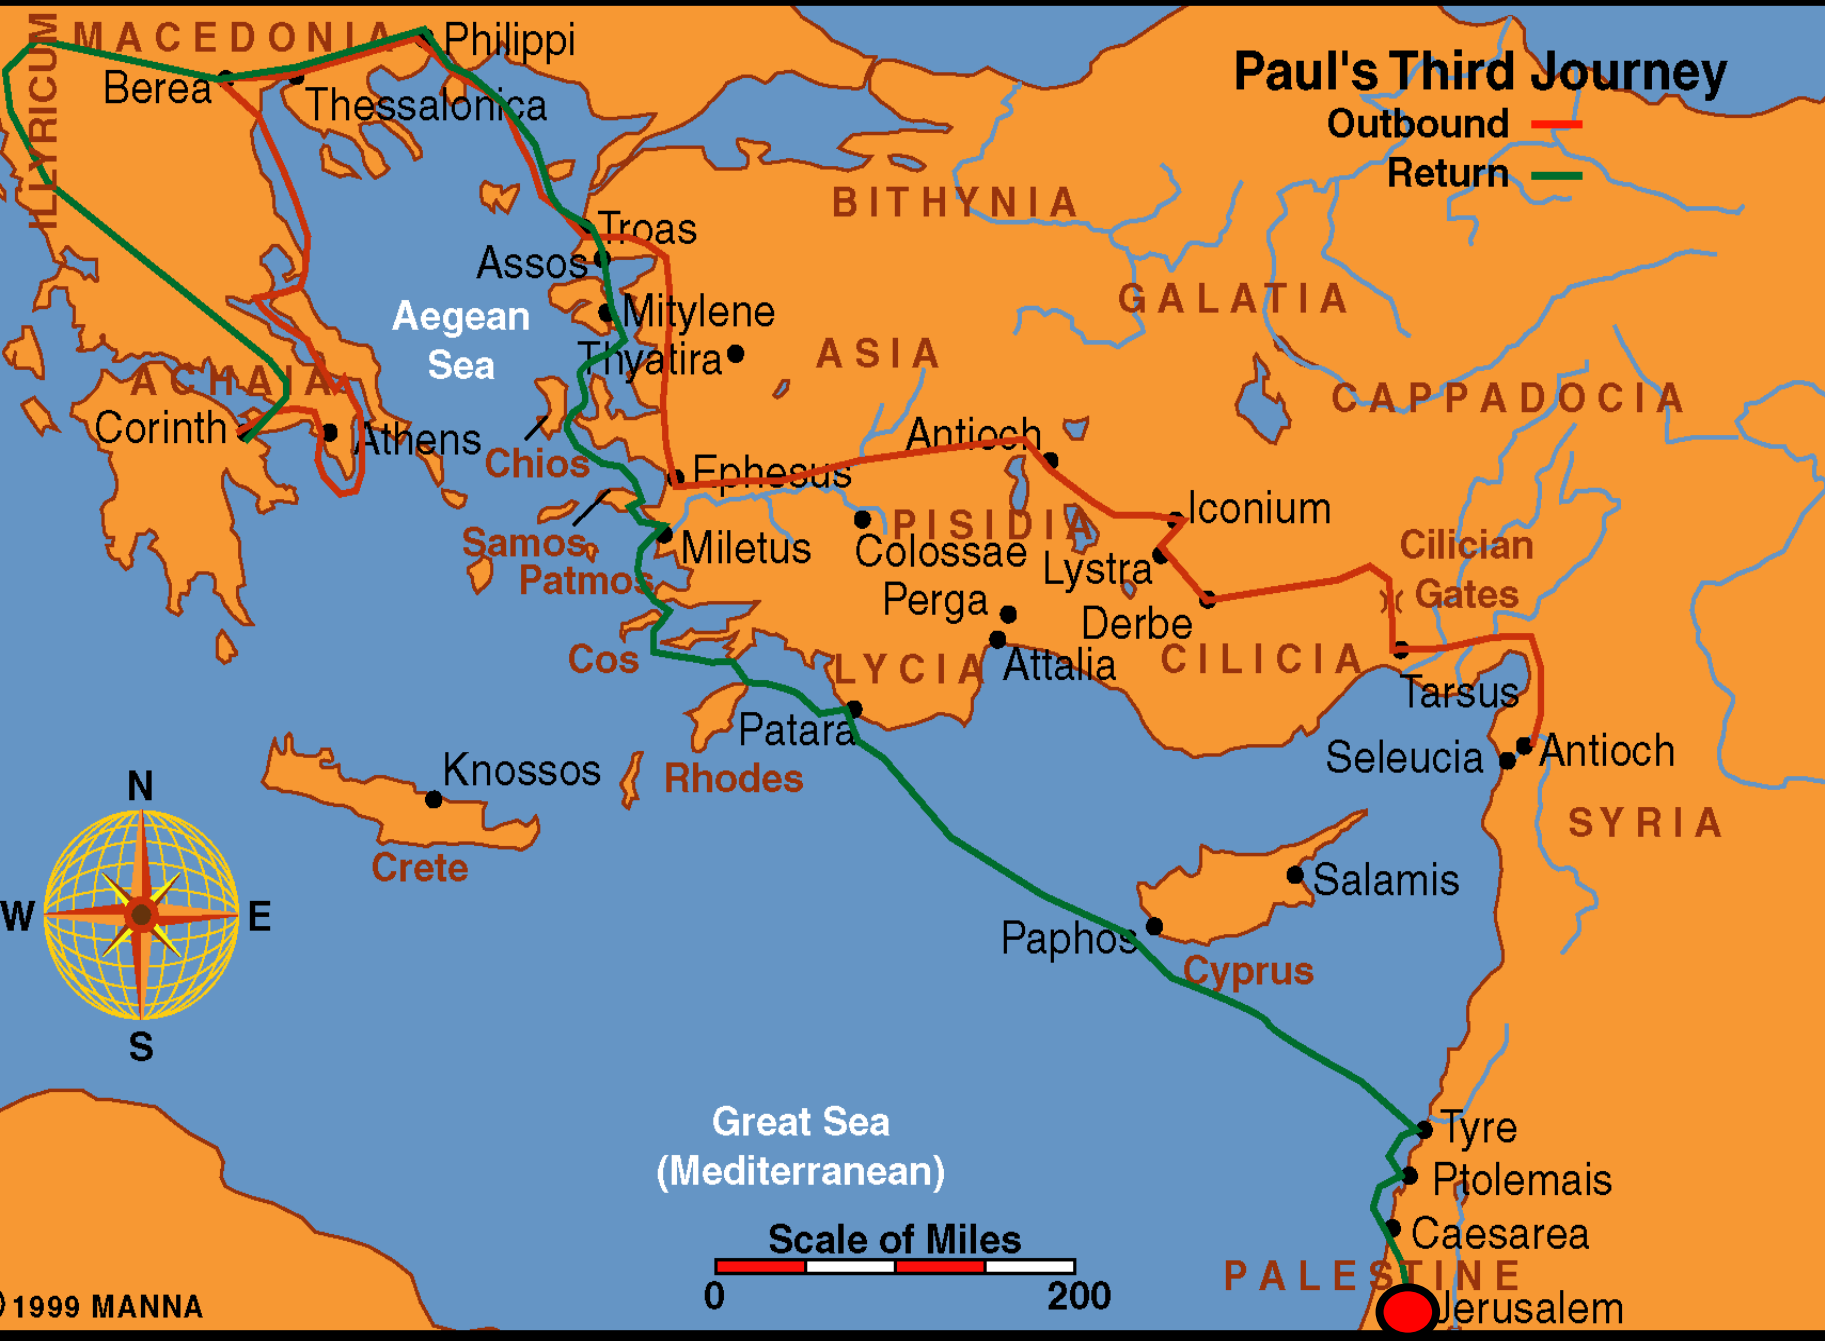 Paul's Third Journey
Outbound
Return
MACEDONIA
Philippi
Berea
Thessalonica
ILLYRICUM
BITHYNIA
Troas
Assos
GALATIA
Aegean
Sea
Mitylene
Thyatira
ASIA
ACHAIA
CAPPADOCIA
Corinth
Athens
Antioch
Chios
Ephesus
Iconium
PISIDIA
Samos
Miletus
Colossae
Cilician
Gates
Lystra
Patmos
Perga
Derbe
Cos
LYCIA
Attalia
CILICIA
Tarsus
Patara
Seleucia
Antioch
Knossos
Rhodes
N
SYRIA
Crete
Salamis
W
E
Paphos
Cyprus
S
Great Sea
(Mediterranean)
Tyre
Ptolemais
Caesarea
Scale of Miles
0
200
PALESTINE
Jerusalem
©1999 MANNA